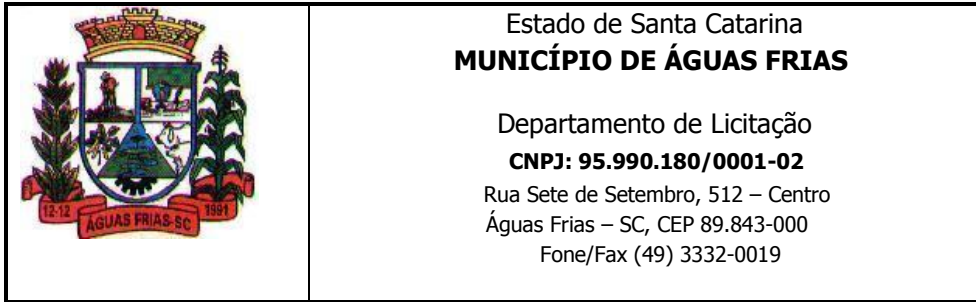 12-12
ÁGUAS FRIAS-SC
1991
Estado de Santa Catarina
MUNICÍPIO DE ÁGUAS FRIAS
Departamento de Licitação
CNPJ: 95.990.180/0001-02
Rua Sete de Setembro, 512 – Centro
Águas Frias – SC, CEP 89.843-000
Fone/Fax (49) 3332-0019